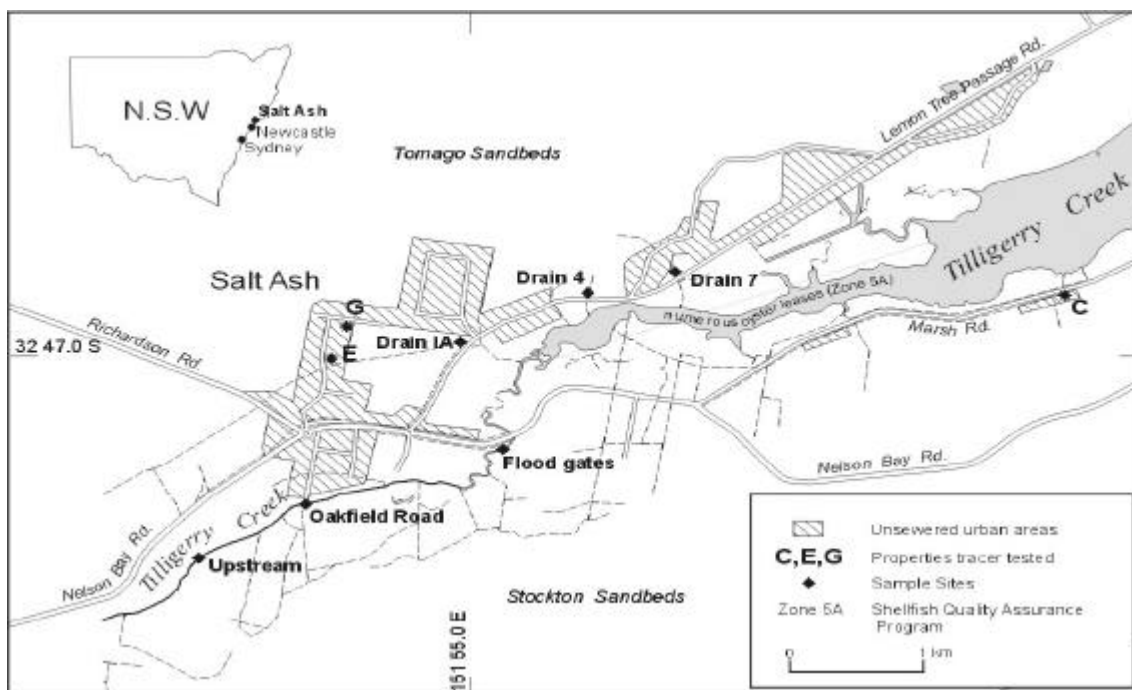 N.S.W
Salt Ash
Newcastle
Sydney
Tomago Sandbeds
Lemon Tree Passage Rd.
Tilligerry Creek
Salt Ash
Drain 4
Drain 7
numerous oyster leases (Zone 5A)
G
C
Marsh Rd.
Richardson Rd.
32 47.0 S
Drain 1A
E
Flood gates
Nelson Bay Rd.
Oakfield Road
Tilligerry Creek
Upstream
Nelson Bay Rd.
Stockton Sandbeds
151 55.0 E
Unsewered urban areas
C,E,G Properties tracer tested
Sample Sites
Zone 5A Shellfish Quality Assurance
Program
0 1
km